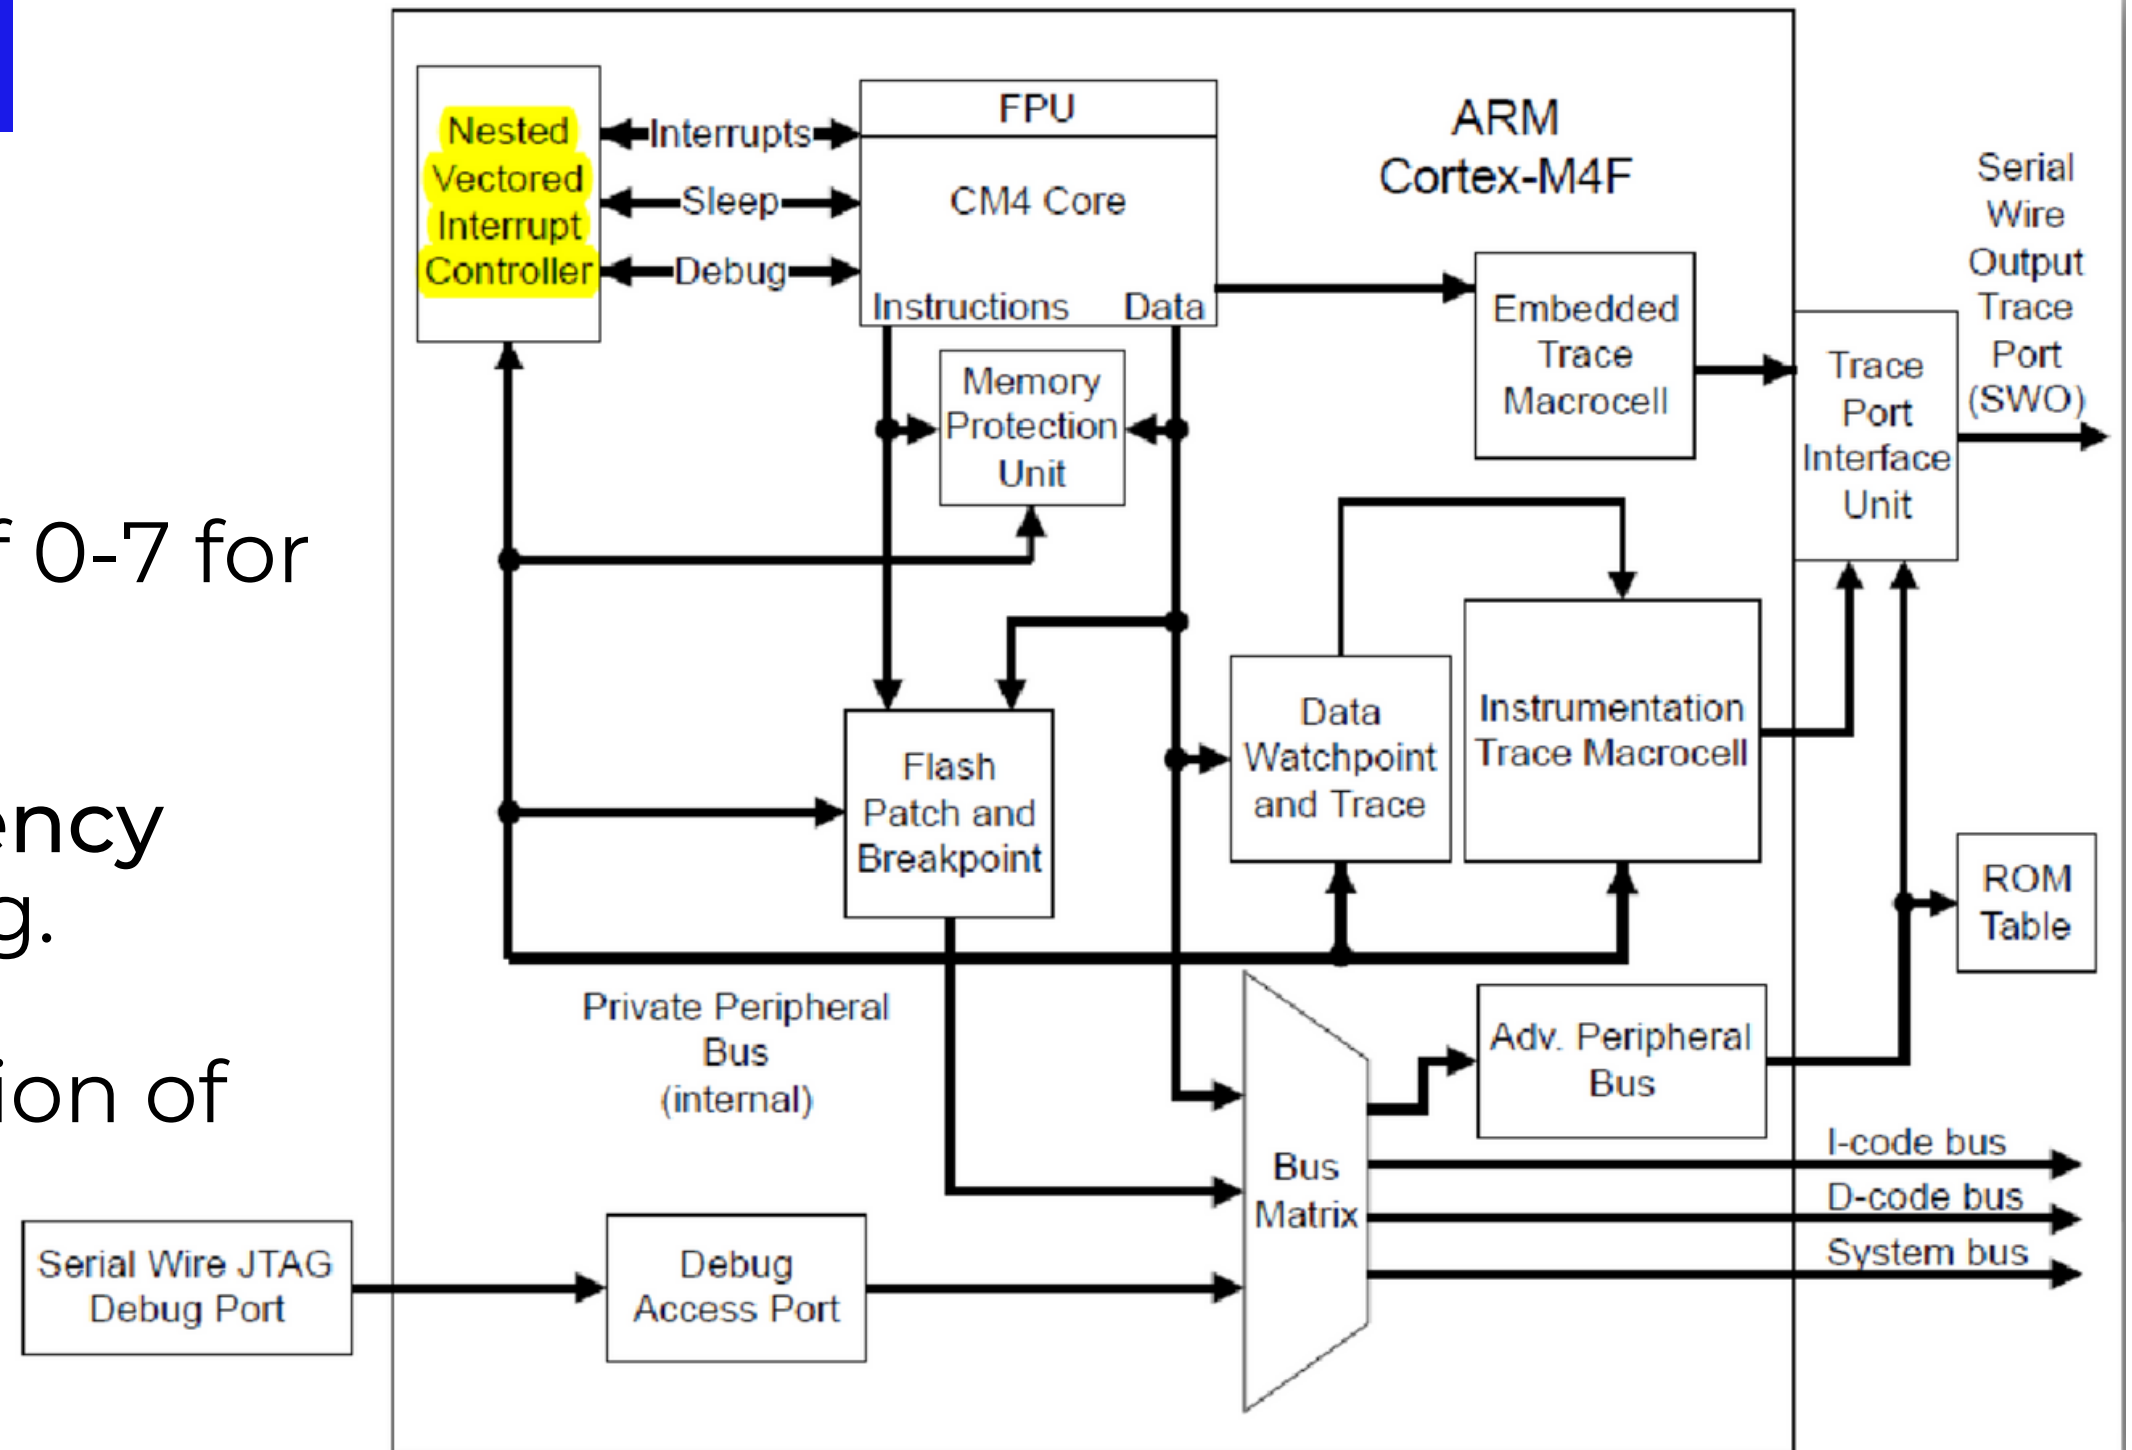 f 0-7 for
ency
g.
ion of
Nested
Vectored
Interrupt
Controller
Interrupts
Sleep
Debug
FPU
CM4 Core
Instructions Data
ARM
Cortex-M4F
Memory
Protection
Unit
Embedded
Trace
Macrocell
Trace
Port
Interface
Unit
Serial
Wire
Output
Trace
Port
(SWO)
Flash
Patch and
Breakpoint
Data
Watchpoint
and Trace
Instrumentation
Trace Macrocell
ROM
Table
Private Peripheral
Bus
(internal)
Adv. Peripheral
Bus
Bus
Matrix
I-code bus
D-code bus
System bus
Serial Wire JTAG
Debug Port
Debug
Access Port